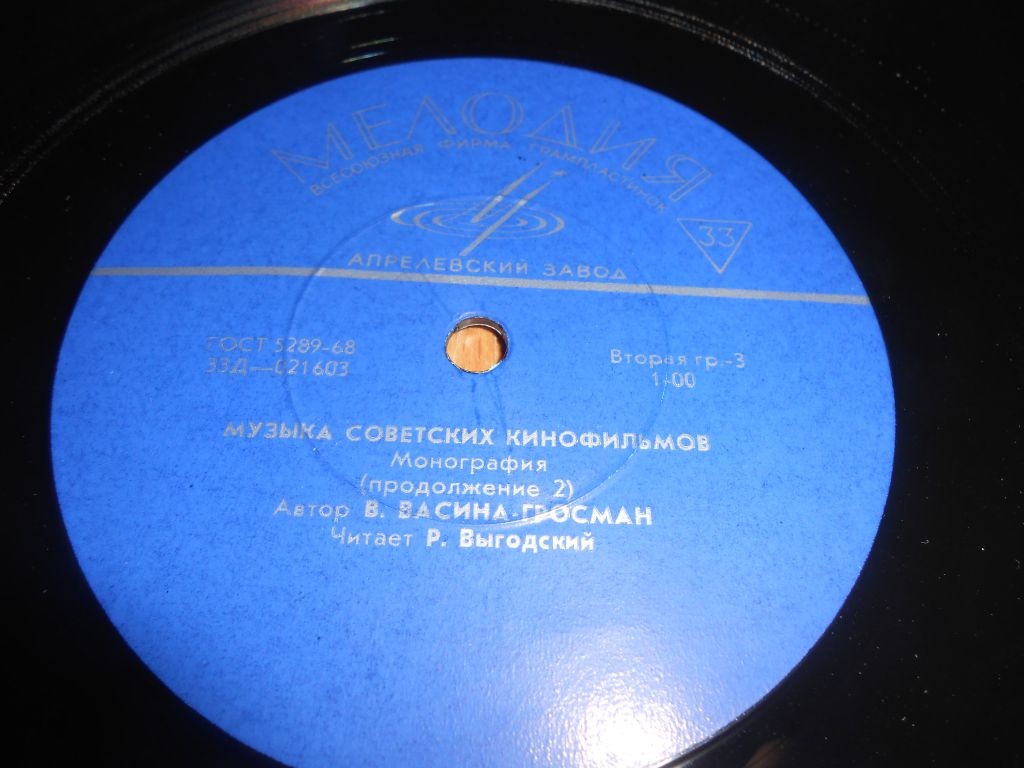 МЕЛОДИЯ
ВСЕСОЮЗНАЯ ФИРМА ГРАМПЛАСТИНОК
33
АПРЕЛЕВСКИЙ ЗАВОД
ГОСТ 5289-68
33Д—021603
Вторая гр.-3
1-00
МУЗЫКА СОВЕТСКИХ КИНОФИЛЬМОВ
Монография
(продолжение 2)
Автор В. ВАСИНА-ГРОСМАН
Читает Р. Выгодский